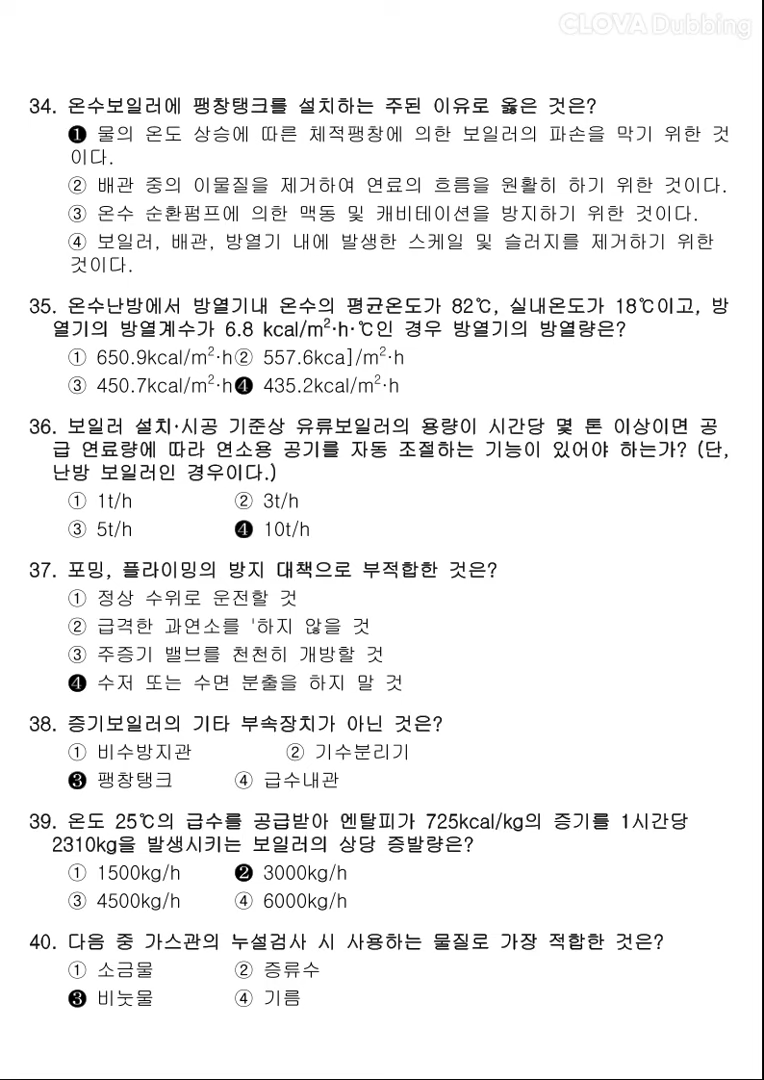 CLOVA Dubbing
34. 온수보일러에 팽창탱크를 설치하는 주된 이유로 옳은 것은?
❶ 물의 온도 상승에 따른 체적팽창에 의한 보일러의 파손을 막기 위한 것
이다.
② 배관 중의 이물질을 제거하여 연료의 흐름을 원활히 하기 위한 것이다.
③ 온수 순환펌프에 의한 맥동 및 캐비테이션을 방지하기 위한 것이다.
④ 보일러, 배관, 방열기 내에 발생한 스케일 및 슬러지를 제거하기 위한
것이다.
35. 온수난방에서 방열기내 온수의 평균온도가 82℃, 실내온도가 18℃이고, 방
열기의 방열계수가 6.8 kcal/m²·h·℃인 경우 방열기의 방열량은?
① 650.9kcal/m²·h② 557.6kca]/m²·h
③ 450.7kcal/m²·h❹ 435.2kcal/m²·h
36. 보일러 설치·시공 기준상 유류보일러의 용량이 시간당 몇 톤 이상이면 공
급 연료량에 따라 연소용 공기를 자동 조절하는 기능이 있어야 하는가? (단,
난방 보일러인 경우이다.)
① 1t/h ② 3t/h
③ 5t/h ❹ 10t/h
37. 포밍, 플라이밍의 방지 대책으로 부적합한 것은?
① 정상 수위로 운전할 것
② 급격한 과연소를 '하지 않을 것
③ 주증기 밸브를 천천히 개방할 것
❹ 수저 또는 수면 분출을 하지 말 것
38. 증기보일러의 기타 부속장치가 아닌 것은?
① 비수방지관 ② 기수분리기
❸ 팽창탱크 ④ 급수내관
39. 온도 25℃의 급수를 공급받아 엔탈피가 725kcal/kg의 증기를 1시간당
2310kg을 발생시키는 보일러의 상당 증발량은?
① 1500kg/h ❷ 3000kg/h
③ 4500kg/h ④ 6000kg/h
40. 다음 중 가스관의 누설검사 시 사용하는 물질로 가장 적합한 것은?
① 소금물 ② 증류수
❸ 비눗물 ④ 기름